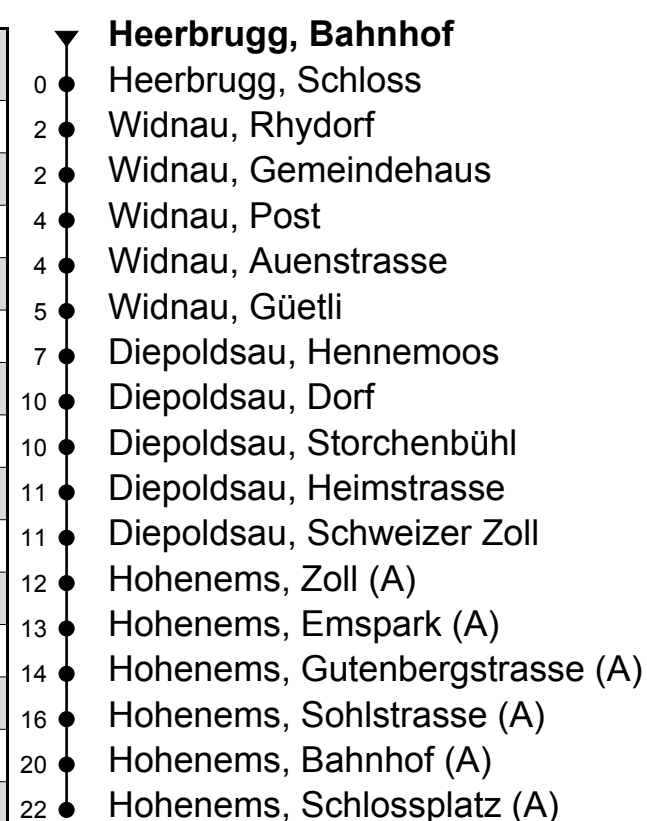 Heerbrugg, Bahnhof
0 Heerbrugg, Schloss
2 Widnau, Rhydorf
2 Widnau, Gemeindehaus
4 Widnau, Post
4 Widnau, Auenstrasse
5 Widnau, Güetli
7 Diepoldsau, Hennemoos
10 Diepoldsau, Dorf
10 Diepoldsau, Storchenbühl
11 Diepoldsau, Heimstrasse
11 Diepoldsau, Schweizer Zoll
12 Hohenems, Zoll (A)
13 Hohenems, Emspark (A)
14 Hohenems, Gutenbergstrasse (A)
16 Hohenems, Sohlstrasse (A)
20 Hohenems, Bahnhof (A)
22 Hohenems, Schlossplatz (A)